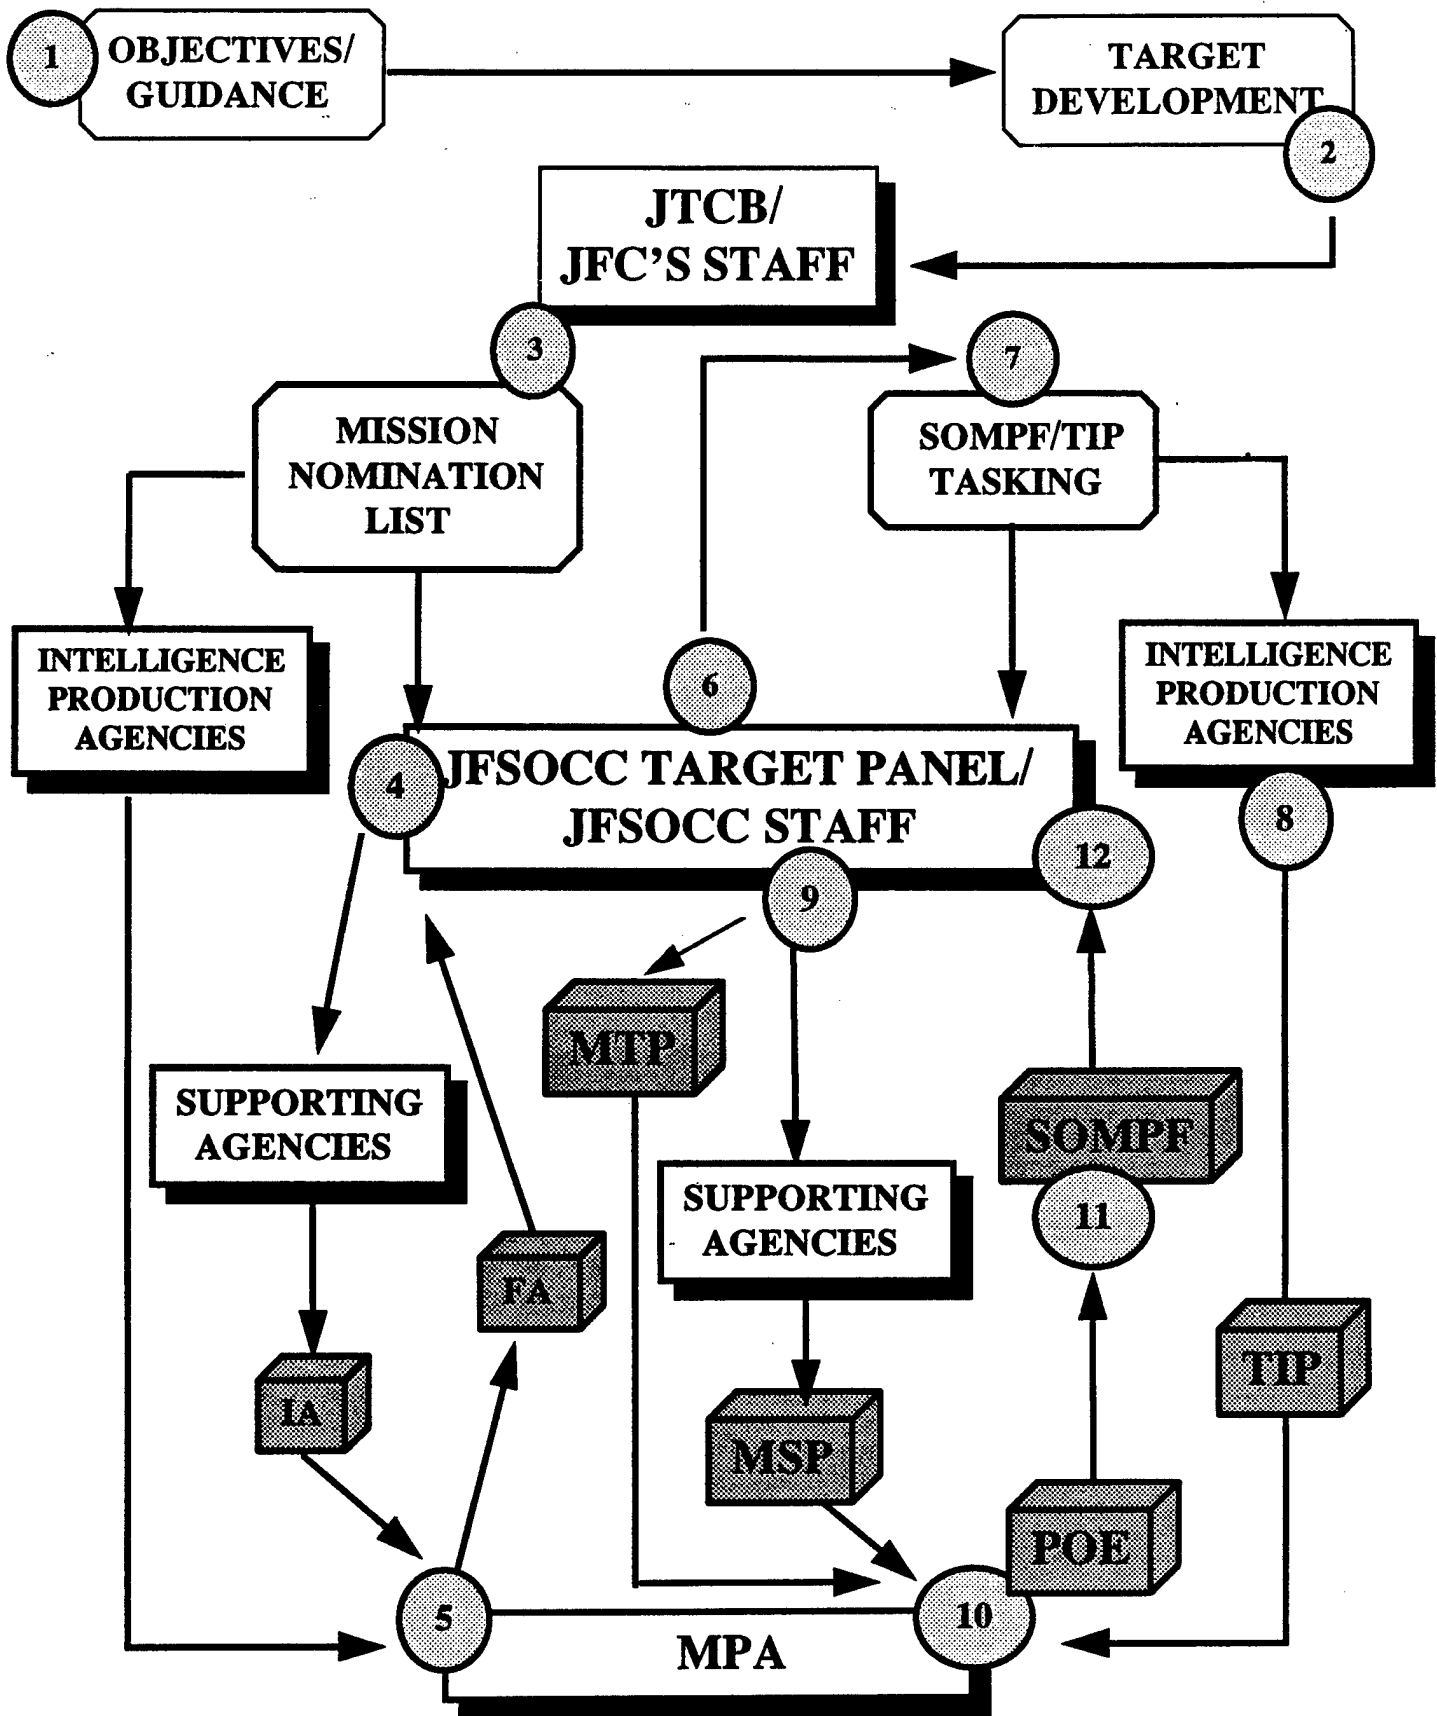 1
OBJECTIVES/
GUIDANCE
TARGET
DEVELOPMENT
2
JTCB/
JFC'S STAFF
3
7
MISSION
NOMINATION
LIST
SOMPF/TIP
TASKING
INTELLIGENCE
PRODUCTION
AGENCIES
6
INTELLIGENCE
PRODUCTION
AGENCIES
4
JFSOCC TARGET PANEL/
JFSOCC STAFF
12
8
9
MTP
SUPPORTING
AGENCIES
SOMPF
11
SUPPORTING
AGENCIES
FA
TIP
IA
MSP
POE
5
10
MPA